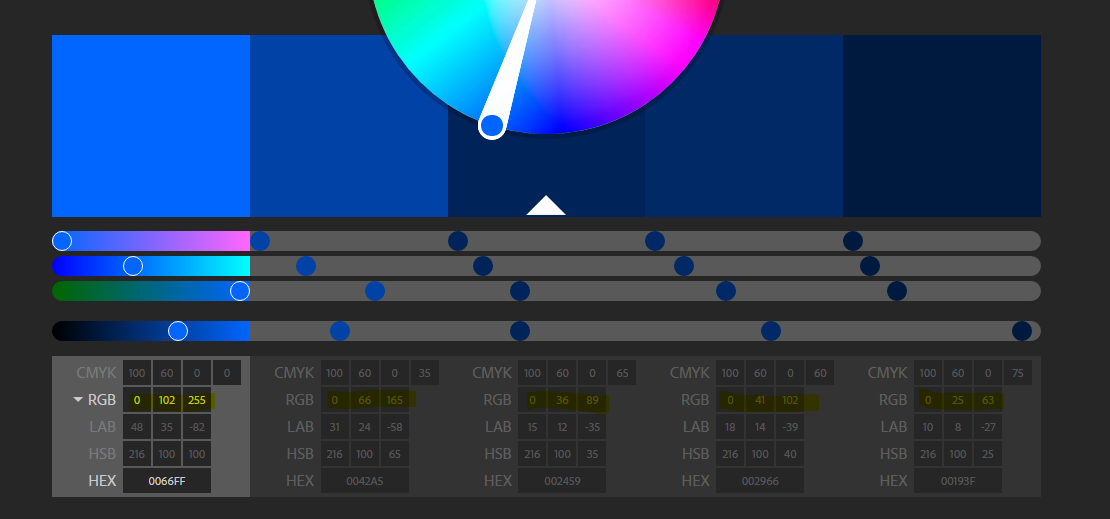 CMYK 100 60 0 0 CMYK 100 60 0 35 CMYK 100 60 0 65 CMYK 100 60 0 60 CMYK 100 60 0 75
RGB 0 102 255 RGB 0 66 165 RGB 0 36 89 RGB 0 41 102 RGB 0 25 63
LAB 48 35 -82 LAB 31 24 -58 LAB 15 12 -35 LAB 18 14 -39 LAB 10 8 -27
HSB 216 100 100 HSB 216 100 65 HSB 216 100 35 HSB 216 100 40 HSB 216 100 25
HEX 0066FF HEX 0042A5 HEX 002459 HEX 002966 HEX 00193F